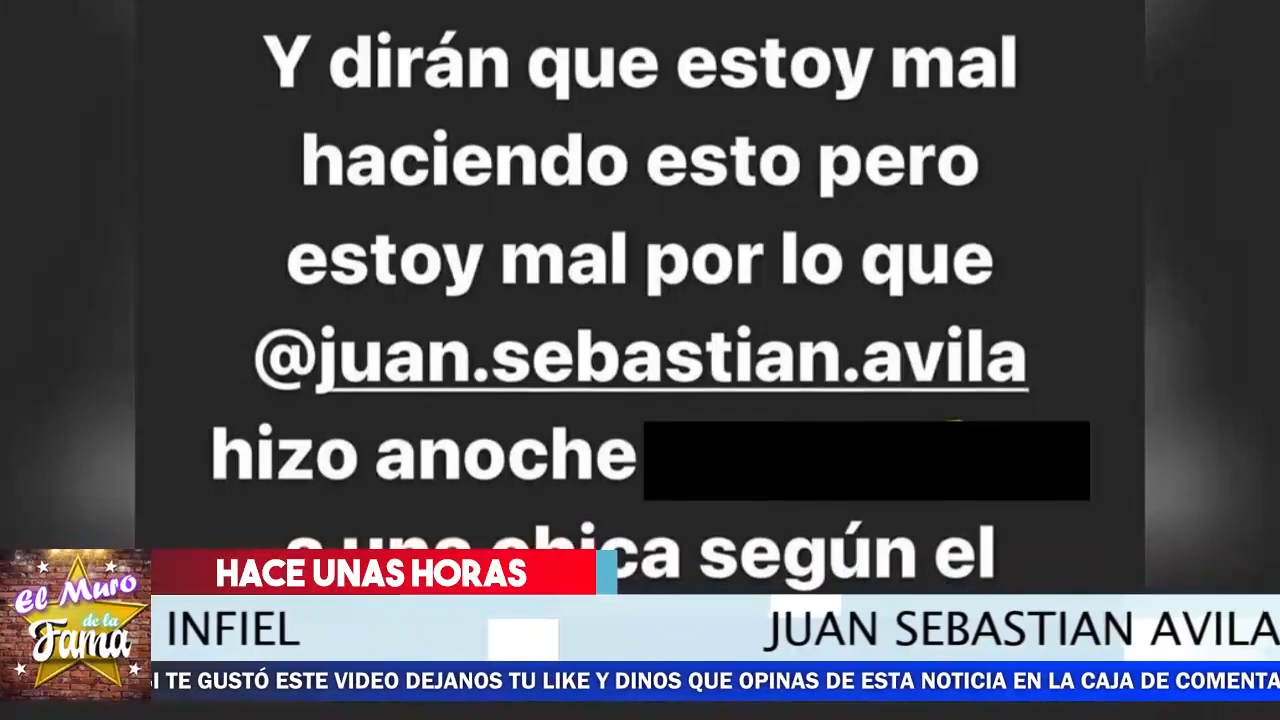 Y dirán que estoy mal
haciendo esto pero
estoy mal por lo que
@juan.sebastian.avila
hizo anoche
a una chica según el
HACE UNAS HORAS
El Muro
de la
Fama
INFIEL JUAN SEBASTIAN AVILA
I TE GUSTÓ ESTE VIDEO DEJANOS TU LIKE Y DINOS QUE OPINAS DE ESTA NOTICIA EN LA CAJA DE COMENTA